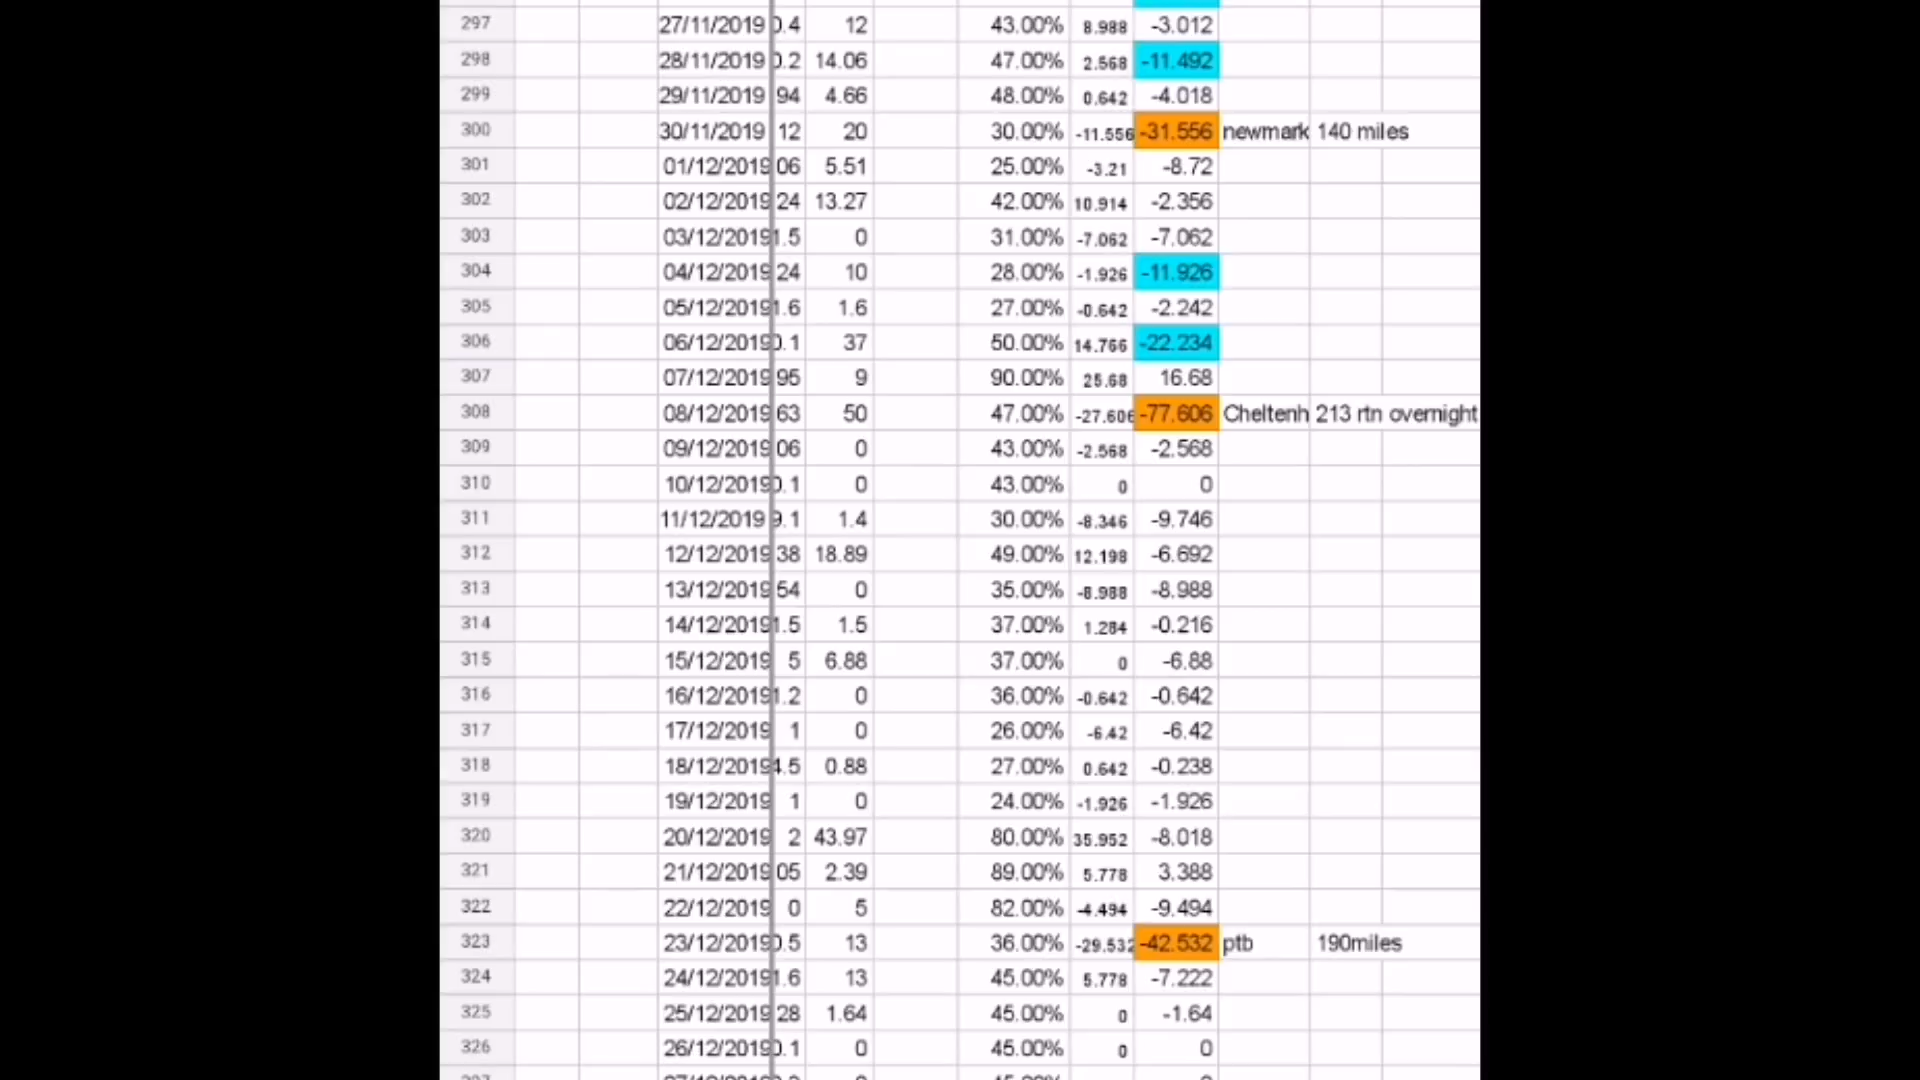 297 27/11/2019 0.4 12 43.00% 8.988 -3.012
298 28/11/2019 0.2 14.06 47.00% 2.568 -11.492
299 29/11/2019 94 4.66 48.00% 0.642 -4.018
300 30/11/2019 12 20 30.00% -11.556 -31.556 newmark 140 miles
301 01/12/2019 06 5.51 25.00% -3.21 -8.72
302 02/12/2019 24 13.27 42.00% 10.914 -2.356
303 03/12/2019 1.5 0 31.00% -7.062 -7.062
304 04/12/2019 24 10 28.00% -1.926 -11.926
305 05/12/2019 1.6 1.6 27.00% -0.642 -2.242
306 06/12/2019 0.1 37 50.00% 14.766 -22.234
307 07/12/2019 95 9 90.00% 25.68 16.68
308 08/12/2019 63 50 47.00% -27.606 -77.606 Cheltenh 213 rtn overnight
309 09/12/2019 06 0 43.00% -2.568 -2.568
310 10/12/2019 0.1 0 43.00% 0 0
311 11/12/2019 9.1 1.4 30.00% -8.346 -9.746
312 12/12/2019 38 18.89 49.00% 12.198 -6.692
313 13/12/2019 54 0 35.00% -8.988 -8.988
314 14/12/2019 1.5 1.5 37.00% 1.284 -0.216
315 15/12/2019 5 6.88 37.00% 0 -6.88
316 16/12/2019 1.2 0 36.00% -0.642 -0.642
317 17/12/2019 1 0 26.00% -6.42 -6.42
318 18/12/2019 4.5 0.88 27.00% 0.642 -0.238
319 19/12/2019 1 0 24.00% -1.926 -1.926
320 20/12/2019 2 43.97 80.00% 35.952 -8.018
321 21/12/2019 05 2.39 89.00% 5.778 3.388
322 22/12/2019 0 5 82.00% -4.494 -9.494
323 23/12/2019 0.5 13 36.00% -29.532 -42.532 ptb 190miles
324 24/12/2019 1.6 13 45.00% 5.778 -7.222
325 25/12/2019 28 1.64 45.00% 0 -1.64
326 26/12/2019 0.1 0 45.00% 0 0